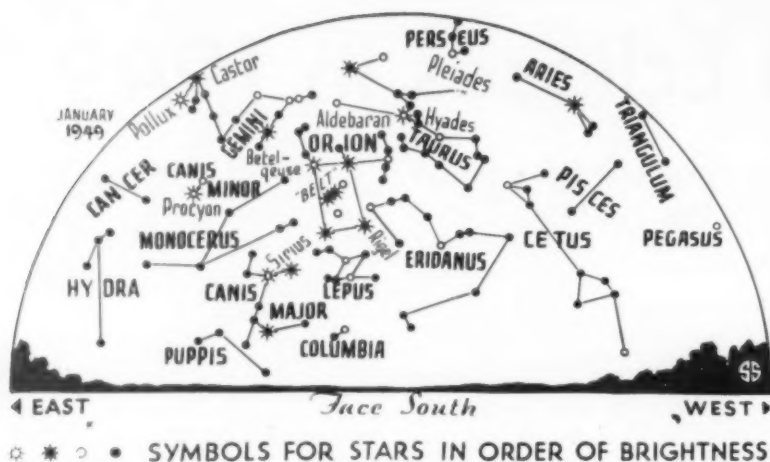 PERSEUS
Pleiades
Castor
ARIES
Pollux
JANUARY
1949
GEMINI
Aldebaran
Hyades
TRIANGULUM
ORION
TAURUS
Betel-
geuse
CANIS
MINOR
Procyon
CANCER
"BELT"
PISCES
MONOCERUS
Sirius
Rigel
ERIDANUS
CETUS
PEGASUS
HYDRA
CANIS
MAJOR
LEPUS
PUPPIS
COLUMBIA
SS
EAST
Face South
WEST
SYMBOLS FOR STARS IN ORDER OF BRIGHTNESS